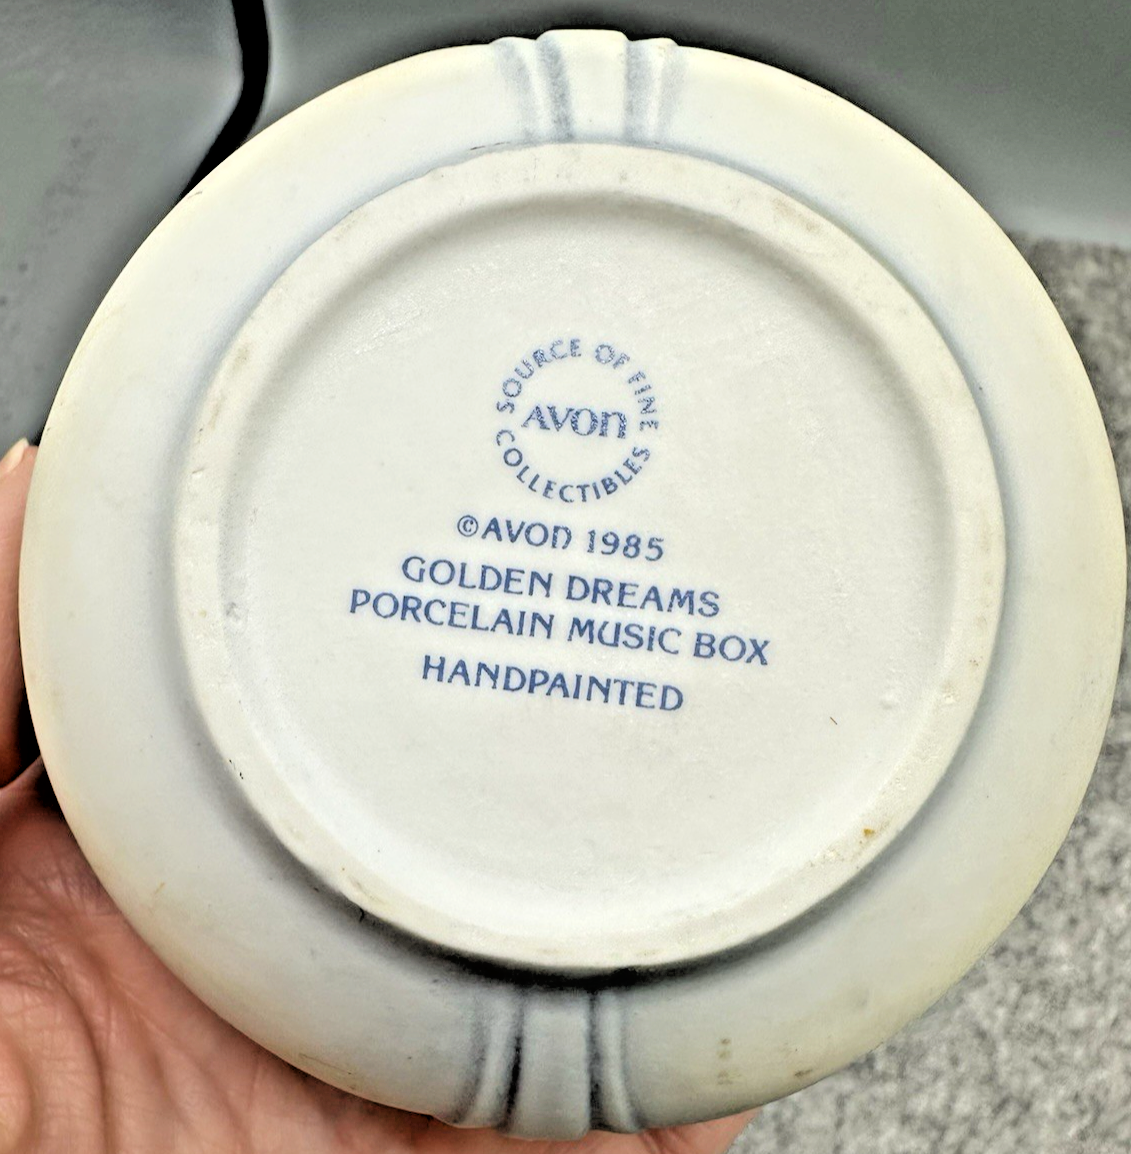 SOURCE OF FINE
AVON
COLLECTIBLES
©AVON 1985
GOLDEN DREAMS
PORCELAIN MUSIC BOX
HANDPAINTED